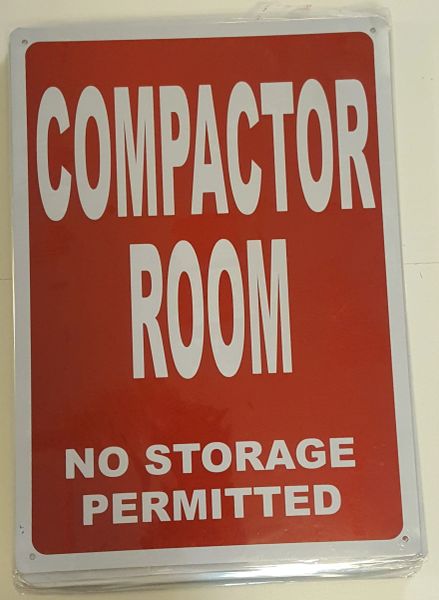 COMPACTOR
ROOM
NO STORAGE
PERMITTED